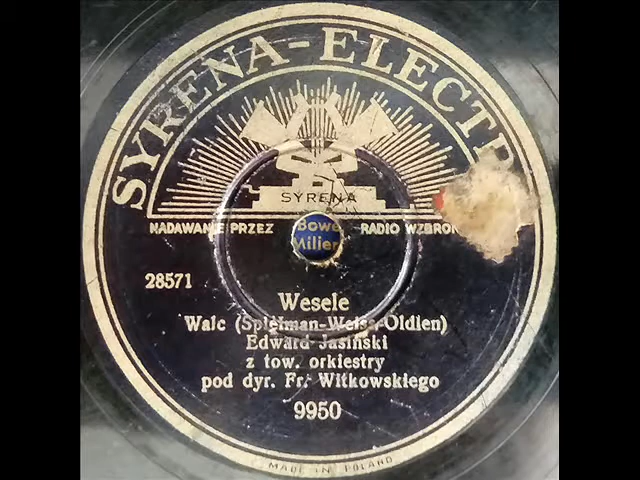 SYRENA-ELECTR
SYRENA
NADAWANIE PRZEZ RADIO WZBRON
Bowe
Milier
28571
Wesele
Walc (Spielman-Weiss-Oldien)
Edward Jasiński
z tow. orkiestry
pod dyr. Fr. Witkowskiego
9950
MADE IN POLAND